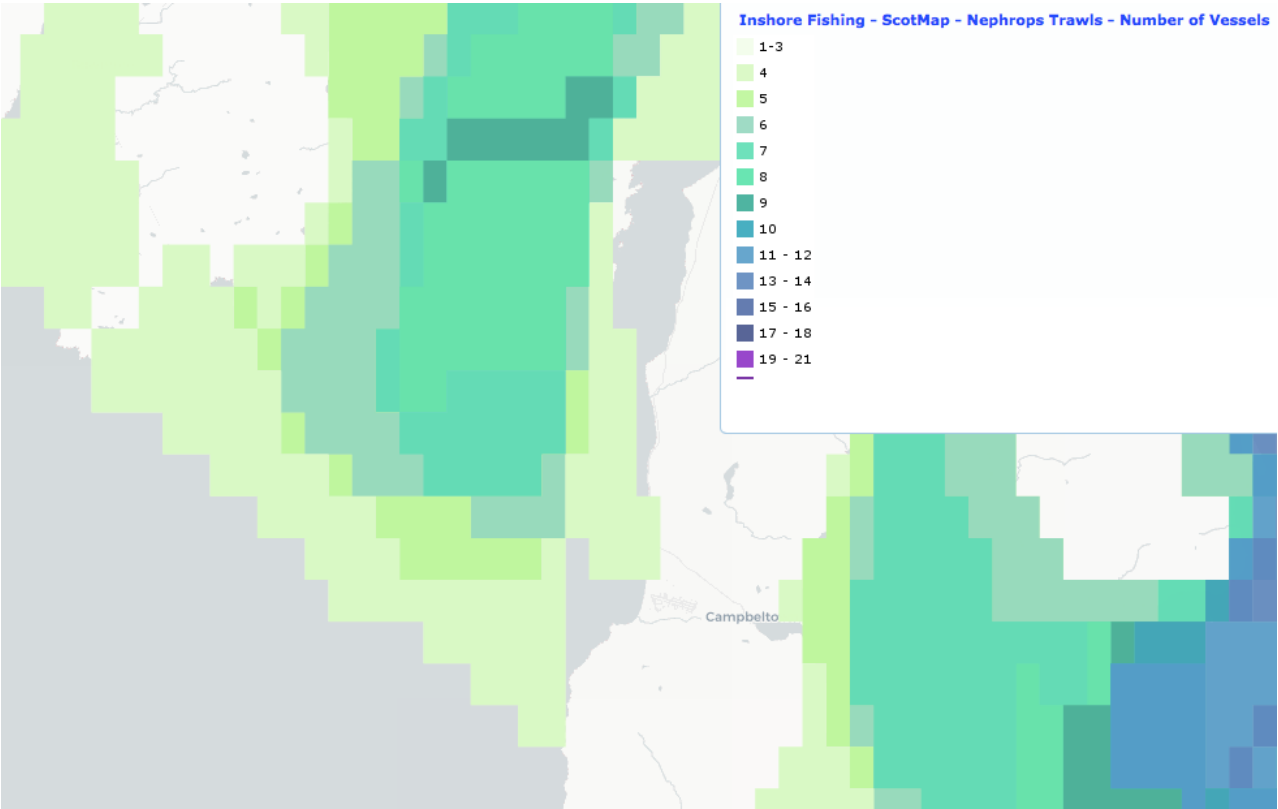 Inshore Fishing - ScotMap - Nephrops Trawls - Number of Vessels
1-3
4
5
6
7
8
9
10
11 - 12
13 - 14
15 - 16
17 - 18
19 - 21
Campbelto